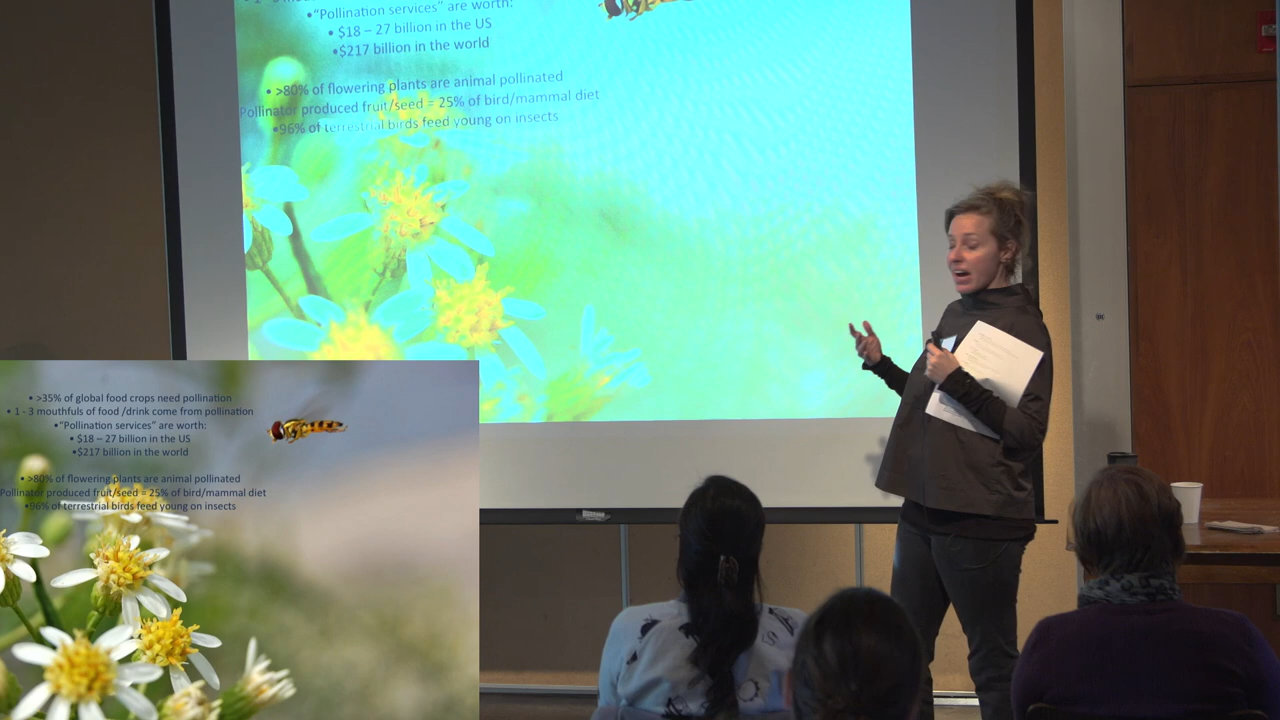 •"Pollination services" are worth:
• $18 – 27 billion in the US
•$217 billion in the world
• >80% of flowering plants are animal pollinated
Pollinator produced fruit/seed = 25% of bird/mammal diet
•96% of terrestrial birds feed young on insects
• >35% of global food crops need pollination
• 1 - 3 mouthfuls of food /drink come from pollination
•"Pollination services" are worth:
• $18 – 27 billion in the US
•$217 billion in the world
• >80% of flowering plants are animal pollinated
Pollinator produced fruit/seed = 25% of bird/mammal diet
•96% of terrestrial birds feed young on insects